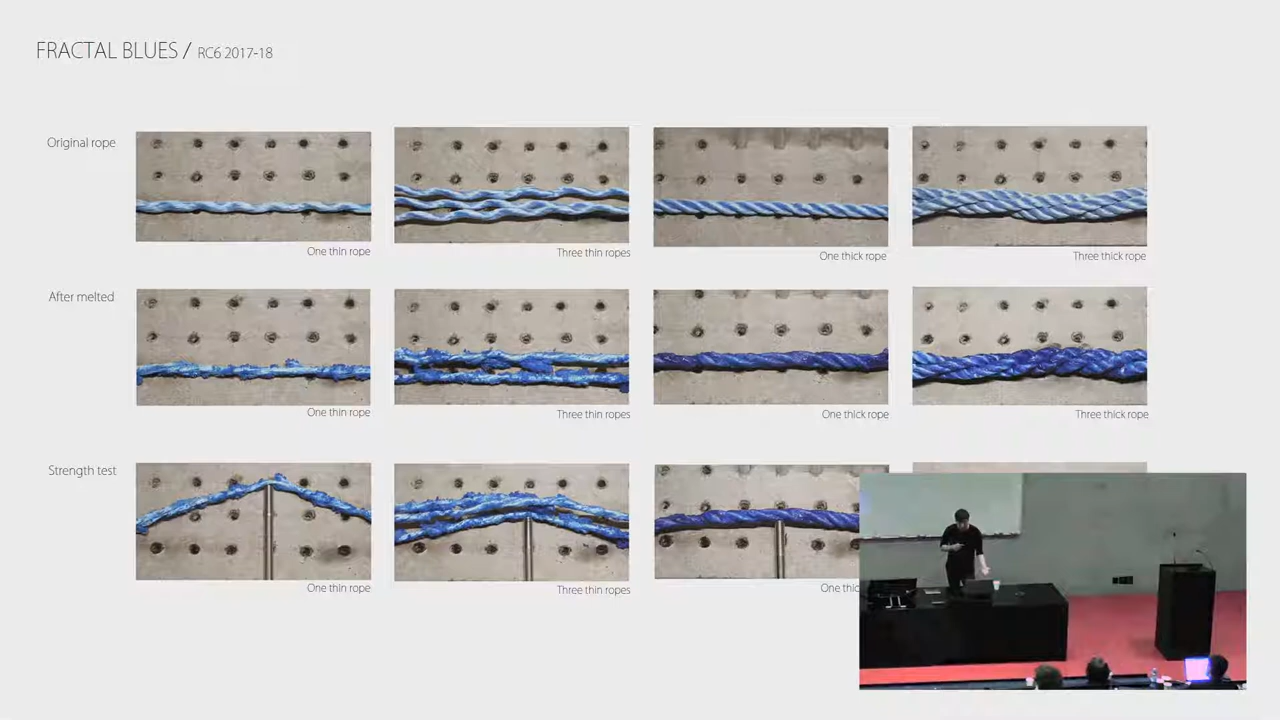 FRACTAL BLUES / RC6 2017-18
Original rope
One thin rope
Three thin ropes
One thick rope
Three thick rope
After melted
One thin rope
Three thin ropes
One thick rope
Three thick rope
Strength test
One thin rope
Three thin ropes
One